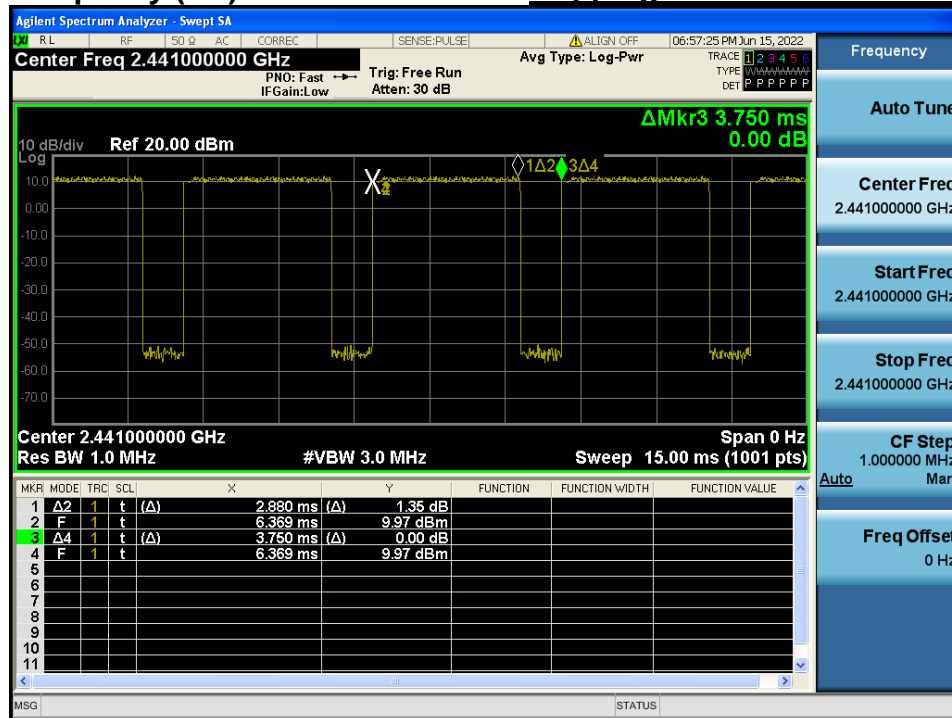 Agilent Spectrum Analyzer - Swept SA
LXI RL RF 50 Ω AC CORREC SENSE:PULSE ALIGN OFF 06:57:25 PM Jun 15, 2022
Center Freq 2.441000000 GHz
PNO: Fast
IFGain:Low
Trig: Free Run
Atten: 30 dB
Avg Type: Log-Pwr
TRACE 1 2 3 4 5 6
TYPE WWWWWW
DET P P P P P P
ΔMkr3 3.750 ms
0.00 dB
10 dB/div Ref 20.00 dBm
Log
1Δ2 3Δ4
10.0
0.00
-10.0
-20.0
-30.0
-40.0
-50.0
-60.0
-70.0
Center 2.441000000 GHz Span 0 Hz
Res BW 1.0 MHz #VBW 3.0 MHz Sweep 15.00 ms (1001 pts)
MKR MODE TRC SCL X Y FUNCTION FUNCTION WIDTH FUNCTION VALUE
1 Δ2 1 t (Δ) 2.880 ms (Δ) 1.35 dB
2 F 1 t 6.369 ms 9.97 dBm
3 Δ4 1 t (Δ) 3.750 ms (Δ) 0.00 dB
4 F 1 t 6.369 ms 9.97 dBm
5
6
7
8
9
10
11
MSG STATUS
Frequency
Auto Tune
Center Freq
2.441000000 GHz
Start Freq
2.441000000 GHz
Stop Freq
2.441000000 GHz
CF Step
1.000000 MHz
Auto Man
Freq Offset
0 Hz